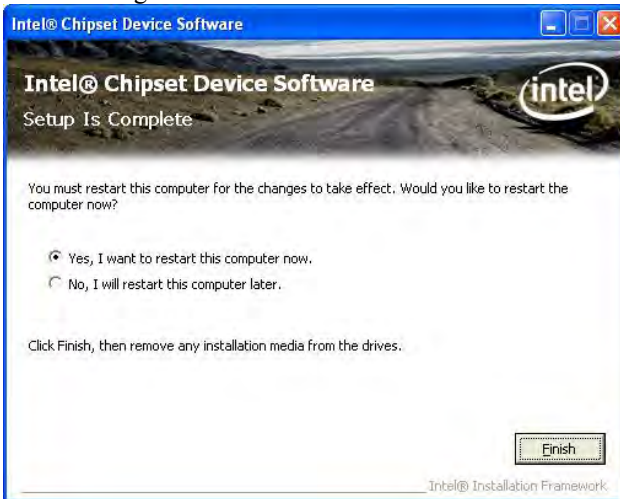 Intel® Chipset Device Software
Intel® Chipset Device Software
intel
Setup Is Complete
You must restart this computer for the changes to take effect. Would you like to restart the
computer now?
Yes, I want to restart this computer now.
No, I will restart this computer later.
Click Finish, then remove any installation media from the drives.
Finish
Intel® Installation Framework